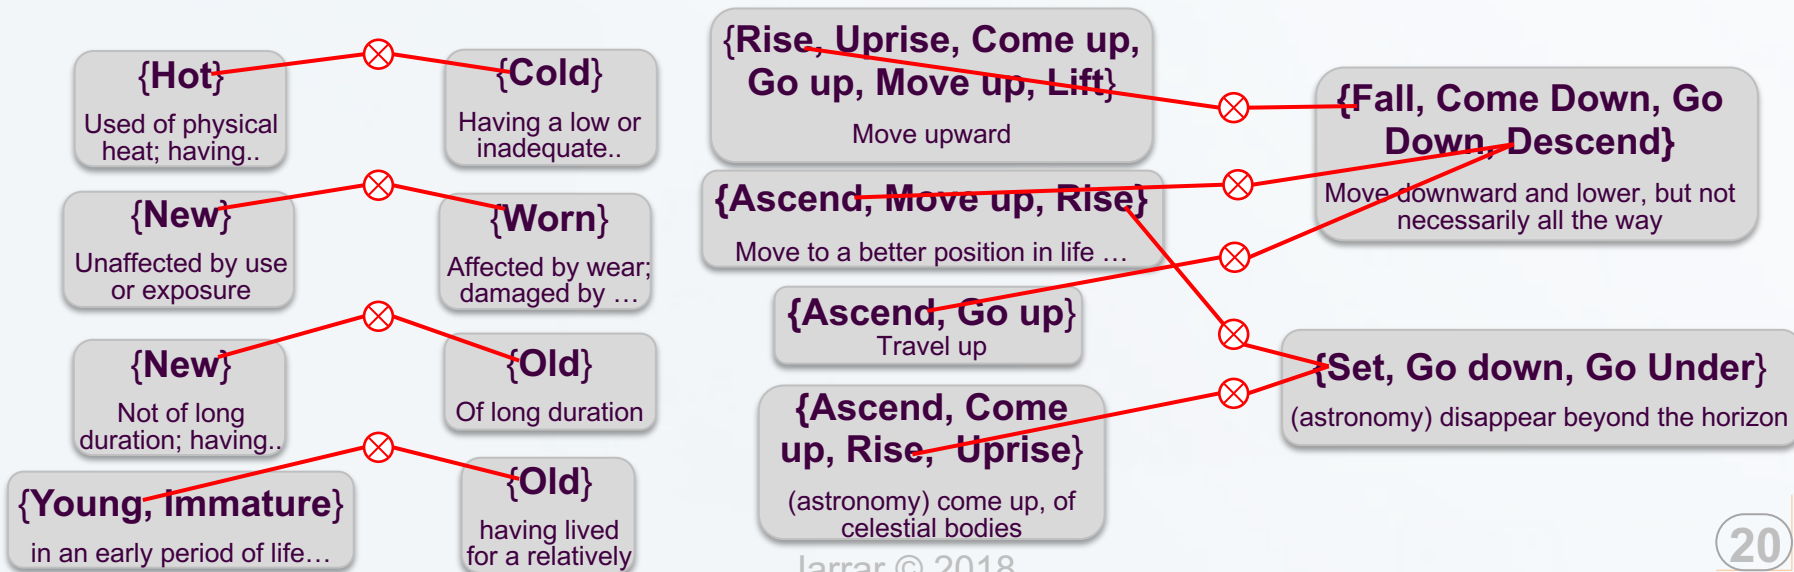 {Hot}
Used of physical
heat; having..
{Cold}
Having a low or
inadequate..
{New}
Unaffected by use
or exposure
{Worn}
Affected by wear;
damaged by …
{New}
Not of long
duration; having..
{Old}
Of long duration
{Young, Immature}
in an early period of life…
{Old}
having lived
for a relatively
{Rise, Uprise, Come up,
Go up, Move up, Lift}
Move upward
{Ascend, Move up, Rise}
Move to a better position in life …
{Ascend, Go up}
Travel up
{Ascend, Come
up, Rise, Uprise}
(astronomy) come up, of
celestial bodies
{Fall, Come Down, Go
Down, Descend}
Move downward and lower, but not
necessarily all the way
{Set, Go down, Go Under}
(astronomy) disappear beyond the horizon
Jarrar © 2018
20